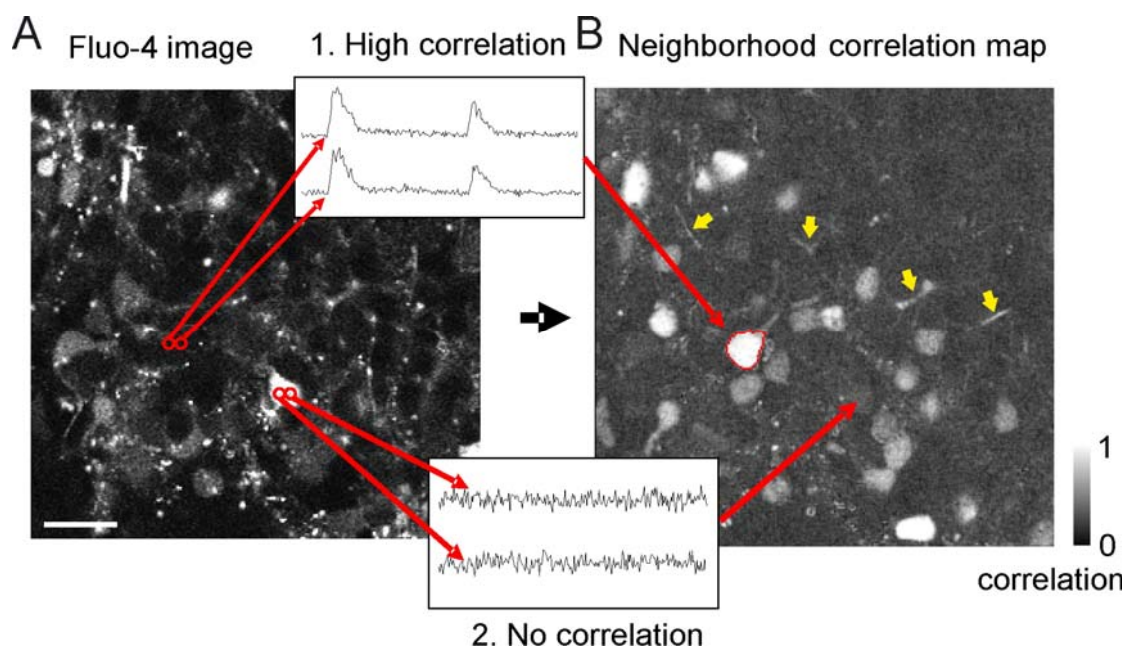 A
Fluo-4 image
1. High correlation
B
Neighborhood correlation map
1
0
correlation
2. No correlation